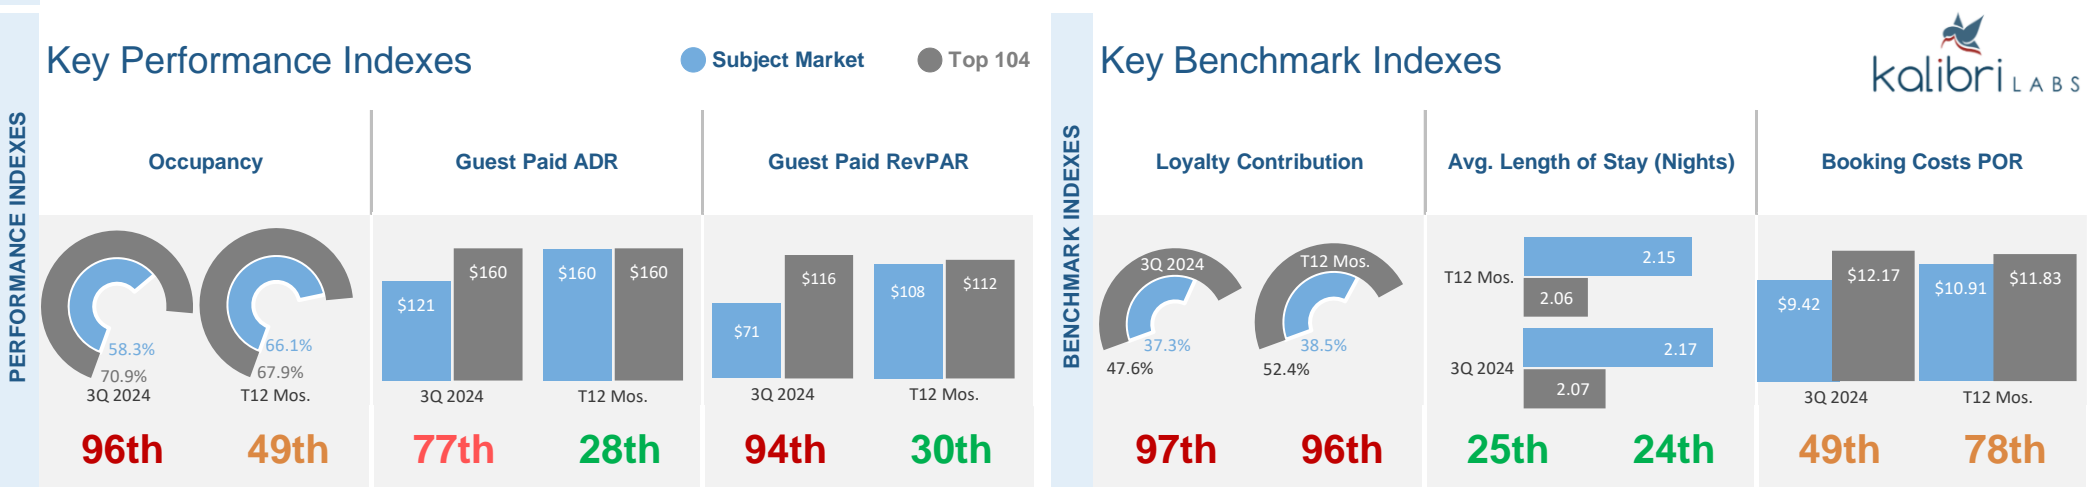 PERFORMANCE INDEXES
Key Performance Indexes
Subject Market
Top 104
Occupancy
Guest Paid ADR
Guest Paid RevPAR
58.3%
70.9%
3Q 2024
66.1%
67.9%
T12 Mos.
$121
$160
3Q 2024
$160
$160
T12 Mos.
$71
$116
3Q 2024
$108
$112
T12 Mos.
96th
49th
77th
28th
94th
30th
BENCHMARK INDEXES
Key Benchmark Indexes
kalibri LABS
Loyalty Contribution
Avg. Length of Stay (Nights)
Booking Costs POR
3Q 2024
37.3%
47.6%
T12 Mos.
38.5%
52.4%
T12 Mos.
2.15
2.06
3Q 2024
2.17
2.07
$9.42
$12.17
3Q 2024
$10.91
$11.83
T12 Mos.
97th
96th
25th
24th
49th
78th